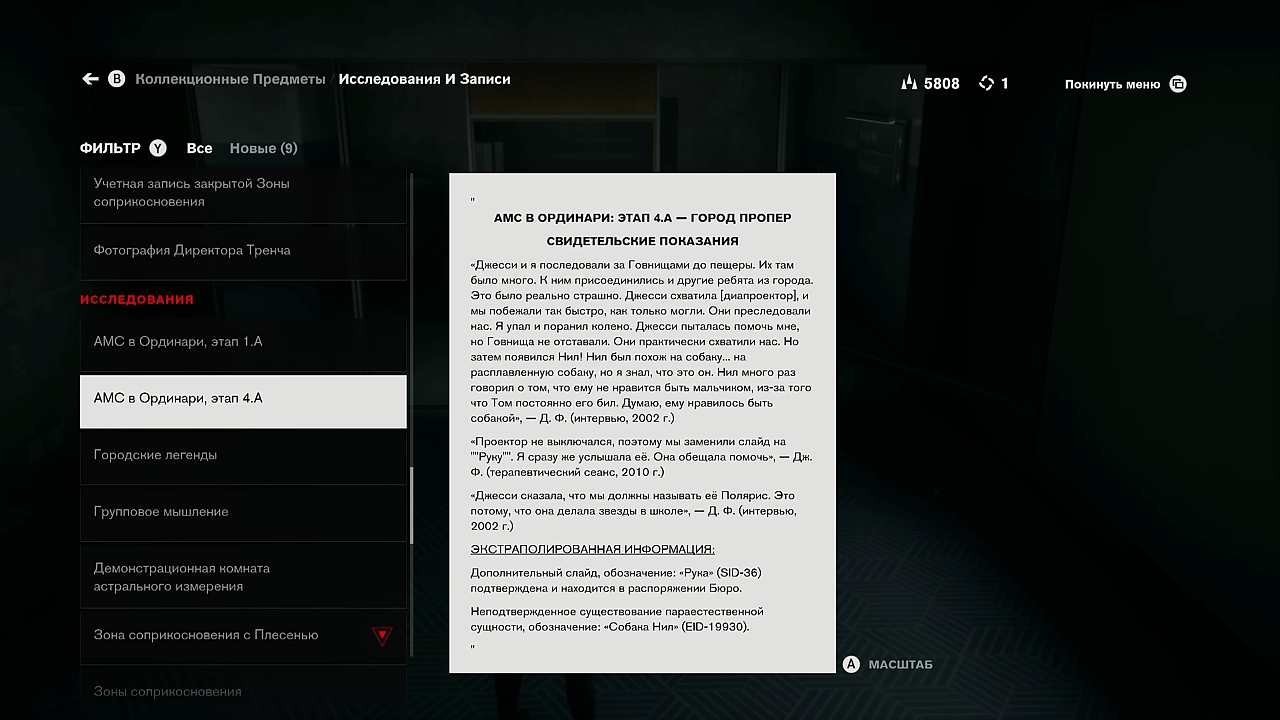 B Коллекционные Предметы / Исследования И Записи
5808 1 Покинуть меню
ФИЛЬТР Y Все Новые (9)
Учетная запись закрытой Зоны
соприкосновения
Фотография Директора Тренча
ИССЛЕДОВАНИЯ
АМС в Ординари, этап 1.А
АМС в Ординари, этап 4.А
Городские легенды
Групповое мышление
Демонстрационная комната
астрального измерения
Зона соприкосновения с Плесенью
Зоны соприкосновения
"
АМС В ОРДИНАРИ: ЭТАП 4.А — ГОРОД ПРОПЕР
СВИДЕТЕЛЬСКИЕ ПОКАЗАНИЯ
«Джесси и я последовали за Говнищами до пещеры. Их там
было много. К ним присоединились и другие ребята из города.
Это было реально страшно. Джесси схватила [диапроектор], и
мы побежали так быстро, как только могли. Они преследовали
нас. Я упал и поранил колено. Джесси пыталась помочь мне,
но Говнища не отставали. Они практически схватили нас. Но
затем появился Нил! Нил был похож на собаку... на
расплавленную собаку, но я знал, что это он. Нил много раз
говорил о том, что ему не нравится быть мальчиком, из-за того
что Том постоянно его бил. Думаю, ему нравилось быть
собакой», — Д. Ф. (интервью, 2002 г.)
«Проектор не выключался, поэтому мы заменили слайд на
""Руку"". Я сразу же услышала её. Она обещала помочь», — Дж.
Ф. (терапевтический сеанс, 2010 г.)
«Джесси сказала, что мы должны называть её Полярис. Это
потому, что она делала звезды в школе», — Д. Ф. (интервью,
2002 г.)
ЭКСТРАПОЛИРОВАННАЯ ИНФОРМАЦИЯ:
Дополнительный слайд, обозначение: «Рука» (SID-36)
подтверждена и находится в распоряжении Бюро.
Неподтвержденное существование параестественной
сущности, обозначение: «Собака Нил» (EID-19930).
"
A МАСШТАБ